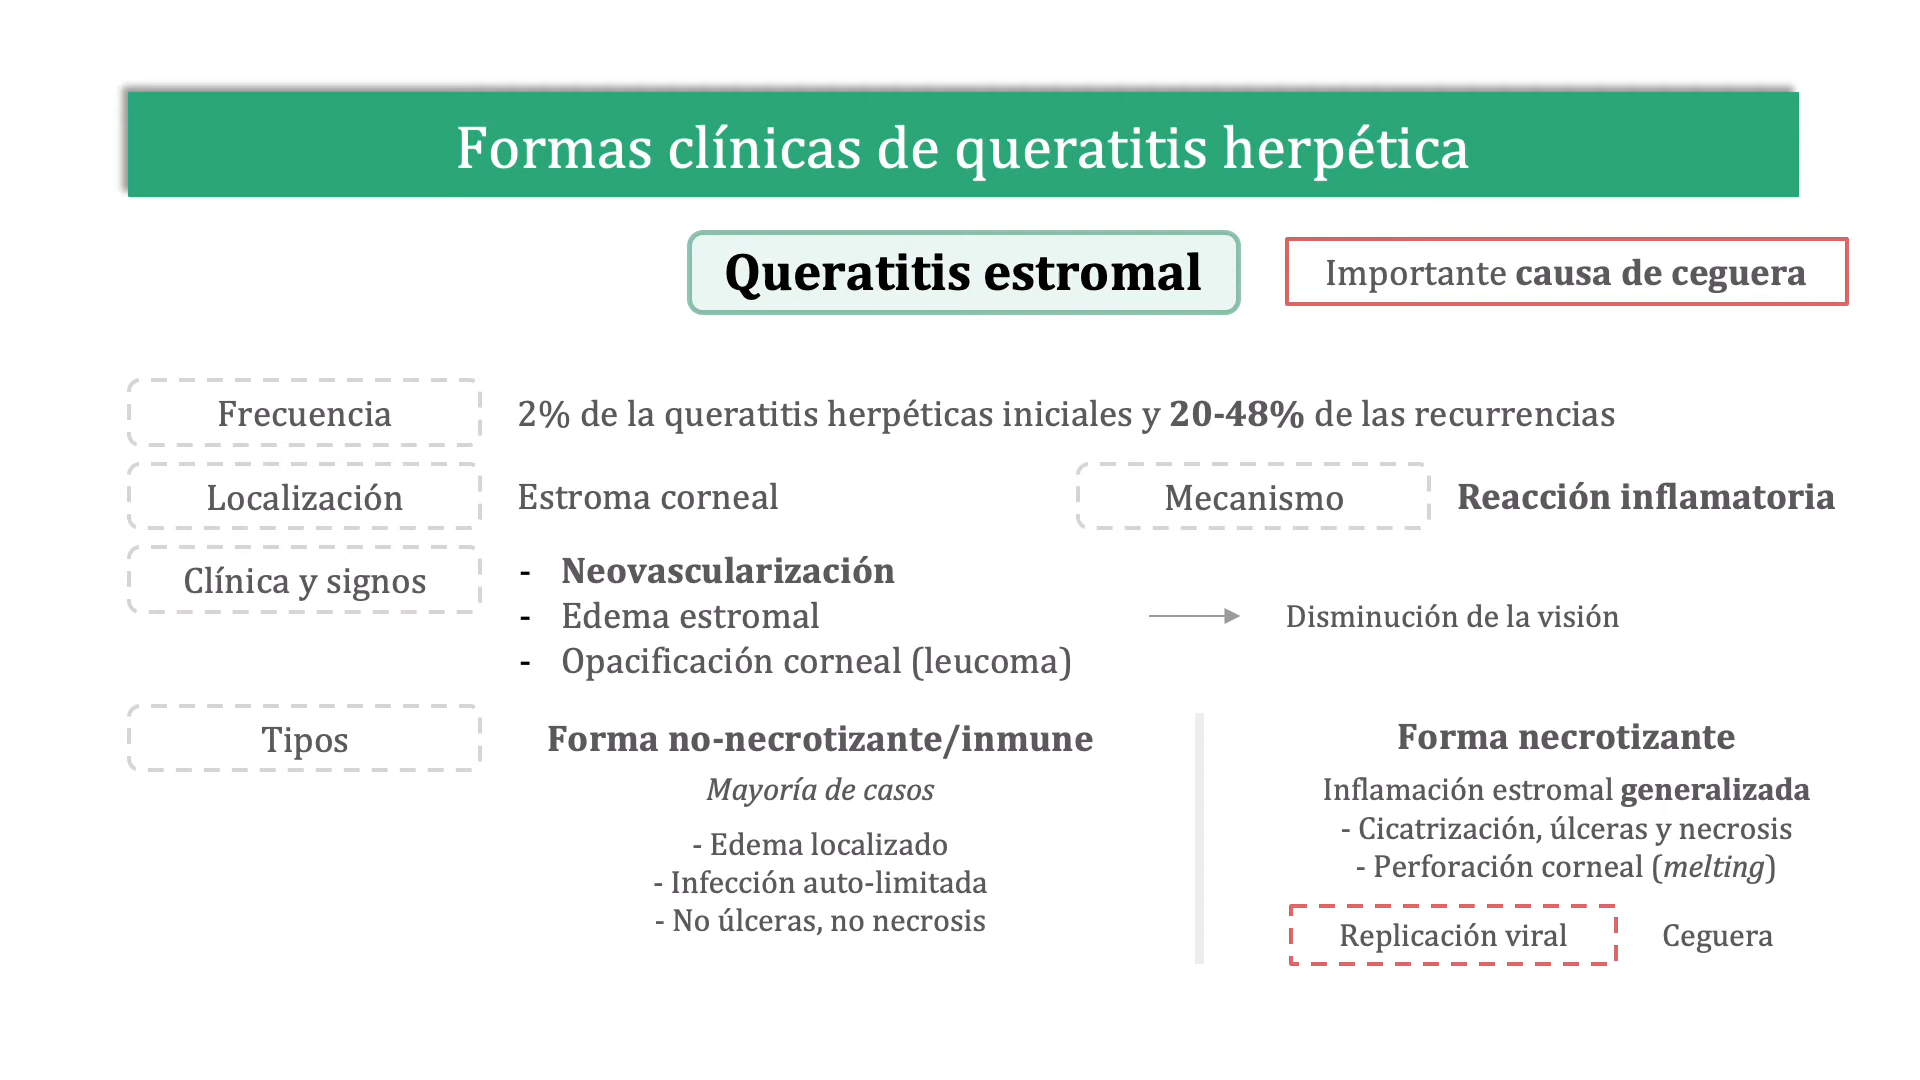 Formas clínicas de queratitis herpética
Queratitis estromal
Importante causa de ceguera
Frecuencia
2% de la queratitis herpéticas iniciales y 20-48% de las recurrencias
Localización
Estroma corneal
Mecanismo
Reacción inflamatoria
Clínica y signos
- Neovascularización
- Edema estromal
- Opacificación corneal (leucoma)
Disminución de la visión
Tipos
Forma no-necrotizante/inmune
Mayoría de casos
- Edema localizado
- Infección auto-limitada
- No úlceras, no necrosis
Forma necrotizante
Inflamación estromal generalizada
- Cicatrización, úlceras y necrosis
- Perforación corneal (melting)
Replicación viral
Ceguera